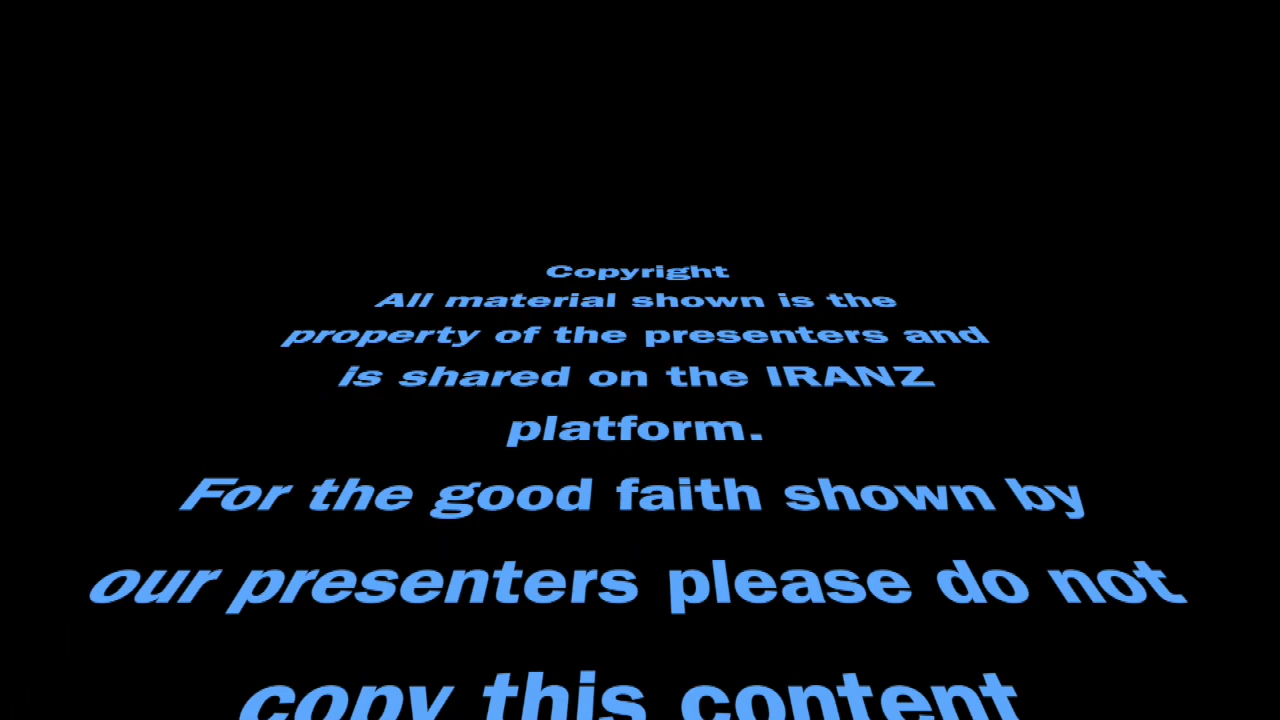 Copyright
All material shown is the
property of the presenters and
is shared on the IRANZ
platform.
For the good faith shown by
our presenters please do not
copy this content